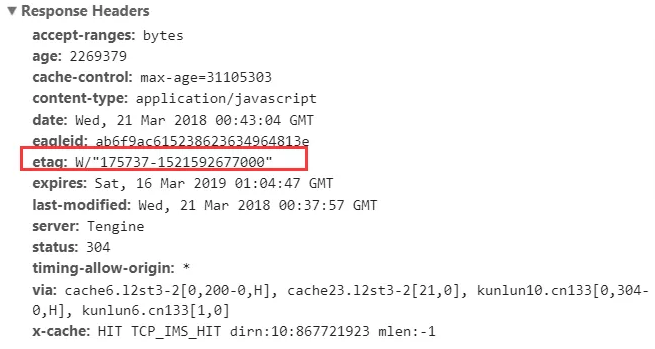 ▼ Response Headers
accept-ranges: bytes
age: 2269379
cache-control: max-age=31105303
content-type: application/javascript
date: Wed, 21 Mar 2018 00:43:04 GMT
eagleid: ab6f9ac615238623634964813e
etag: W/"175737-1521592677000"
expires: Sat, 16 Mar 2019 01:04:47 GMT
last-modified: Wed, 21 Mar 2018 00:37:57 GMT
server: Tengine
status: 304
timing-allow-origin: *
via: cache6.l2st3-2[0,200-0,H], cache23.l2st3-2[21,0], kunlun10.cn133[0,304-
0,H], kunlun6.cn133[1,0]
x-cache: HIT TCP_IMS_HIT dirn:10:867721923 mlen:-1